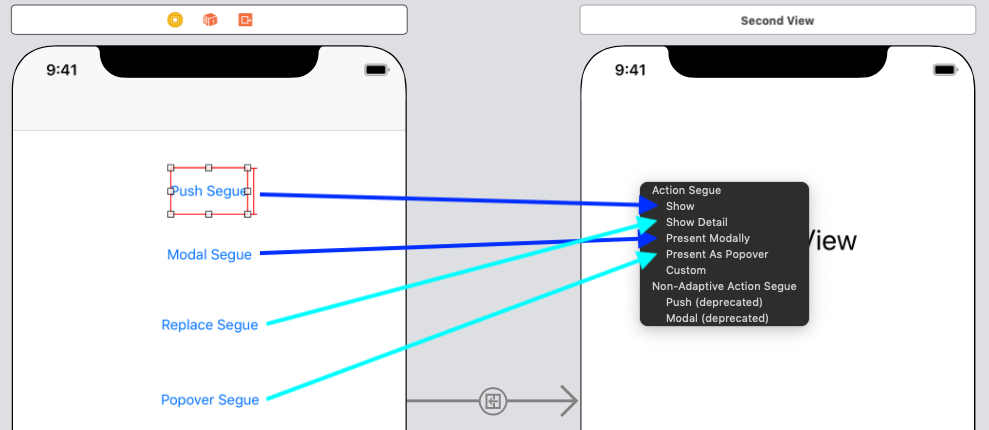 Second View
9:41
9:41
Push Segue
Modal Segue
Replace Segue
Popover Segue
Action Segue
Show
Show Detail
Present Modally
Present As Popover
Custom
Non-Adaptive Action Segue
Push (deprecated)
Modal (deprecated)
View